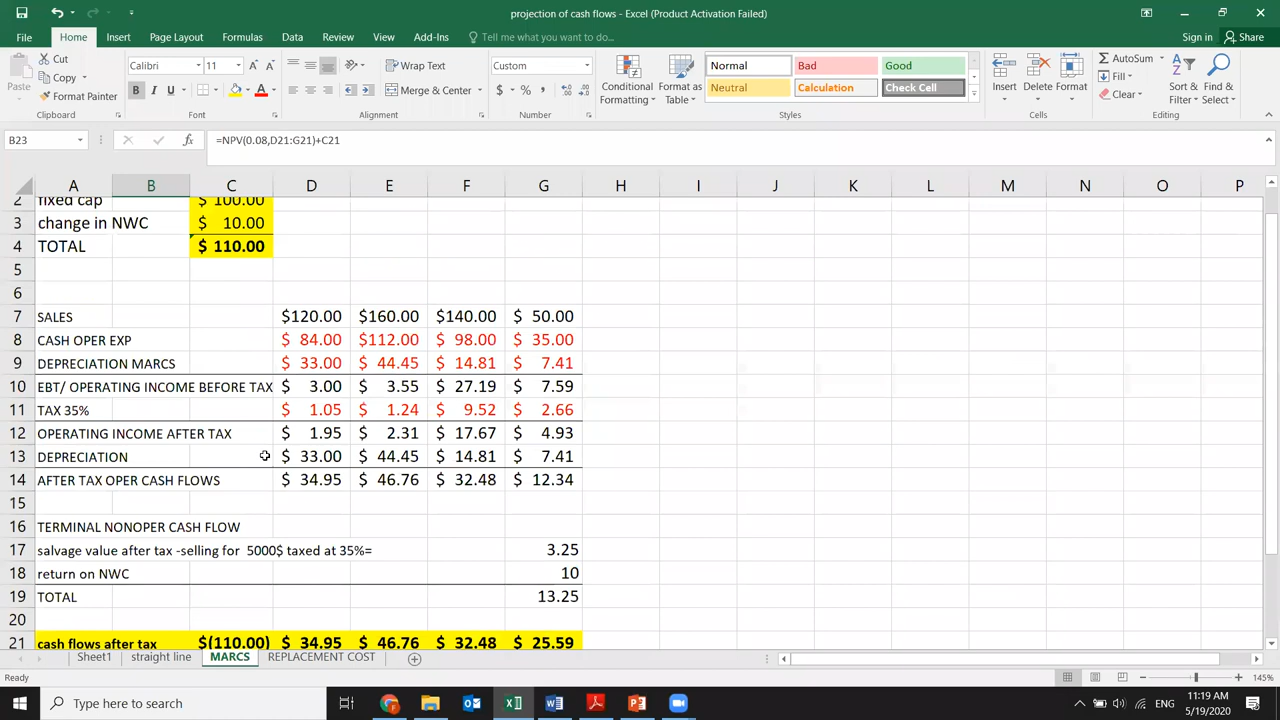 projection of cash flows - Excel (Product Activation Failed)
File Home Insert Page Layout Formulas Data Review View Add-Ins Tell me what you want to do... Sign in Share
Paste Cut Copy Format Painter Clipboard
Calibri 11 B I U A Font
Wrap Text Merge & Center Alignment
Custom $ % , Number
Conditional Formatting Format as Table Normal Bad Good Neutral Calculation Check Cell Styles
Insert Delete Format Cells
AutoSum Fill Clear Sort & Filter Find & Select Editing
B23 fx =NPV(0.08,D21:G21)+C21
A B C D E F G H I J K L M N O P
2 fixed cap $ 100.00
3 change in NWC $ 10.00
4 TOTAL $ 110.00
5
6
7 SALES $120.00 $160.00 $140.00 $ 50.00
8 CASH OPER EXP $ 84.00 $112.00 $ 98.00 $ 35.00
9 DEPRECIATION MARCS $ 33.00 $ 44.45 $ 14.81 $ 7.41
10 EBT/ OPERATING INCOME BEFORE TAX $ 3.00 $ 3.55 $ 27.19 $ 7.59
11 TAX 35% $ 1.05 $ 1.24 $ 9.52 $ 2.66
12 OPERATING INCOME AFTER TAX $ 1.95 $ 2.31 $ 17.67 $ 4.93
13 DEPRECIATION $ 33.00 $ 44.45 $ 14.81 $ 7.41
14 AFTER TAX OPER CASH FLOWS $ 34.95 $ 46.76 $ 32.48 $ 12.34
15
16 TERMINAL NONOPER CASH FLOW
17 salvage value after tax -selling for 5000$ taxed at 35%= 3.25
18 return on NWC 10
19 TOTAL 13.25
20
21 cash flows after tax $(110.00) $ 34.95 $ 46.76 $ 32.48 $ 25.59
Sheet1 straight line MARCS REPLACEMENT COST
Ready 145%
Type here to search
ENG
11:19 AM
5/19/2020